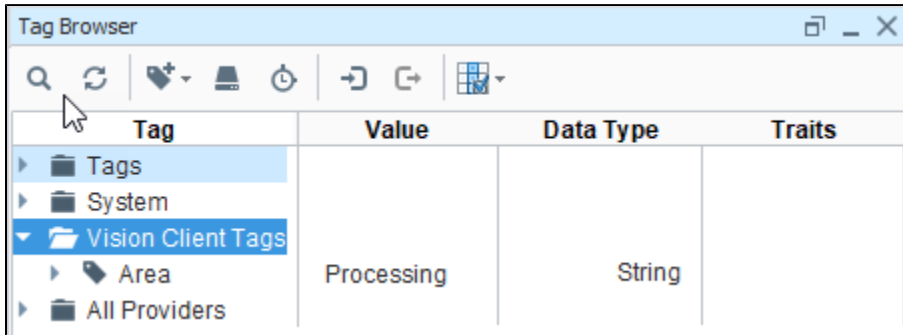 Tag Browser
Tag Value Data Type Traits
Tags
System
Vision Client Tags
Area Processing String
All Providers